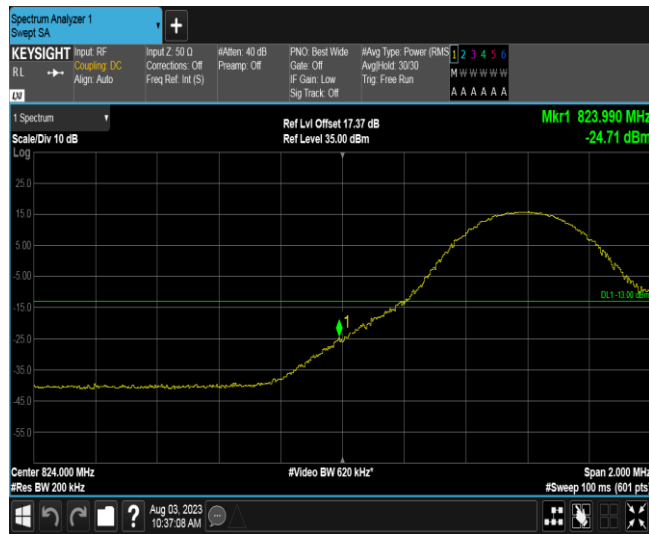 Spectrum Analyzer 1
Swept SA
+
KEYSIGHT
RL
LXI
Input: RF
Coupling: DC
Align: Auto
Input Z: 50 Ω
Corrections: Off
Freq Ref: Int (S)
#Atten: 40 dB
Preamp: Off
PNO: Best Wide
Gate: Off
IF Gain: Low
Sig Track: Off
#Avg Type: Power (RMS
Avg|Hold: 30/30
Trig: Free Run
1 2 3 4 5 6
M W W W W W
A A A A A A
1 Spectrum
Scale/Div 10 dB
Ref Lvl Offset 17.37 dB
Ref Level 35.00 dBm
Mkr1 823.990 MHz
-24.71 dBm
Log
25.0
15.0
5.00
-5.00
DL1 -13.00 dBm
-15.0
1
-25.0
-35.0
-45.0
-55.0
Center 824.000 MHz
#Video BW 620 kHz*
Span 2.000 MHz
#Res BW 200 kHz
#Sweep 100 ms (601 pts
?
Aug 03, 2023
10:37:08 AM